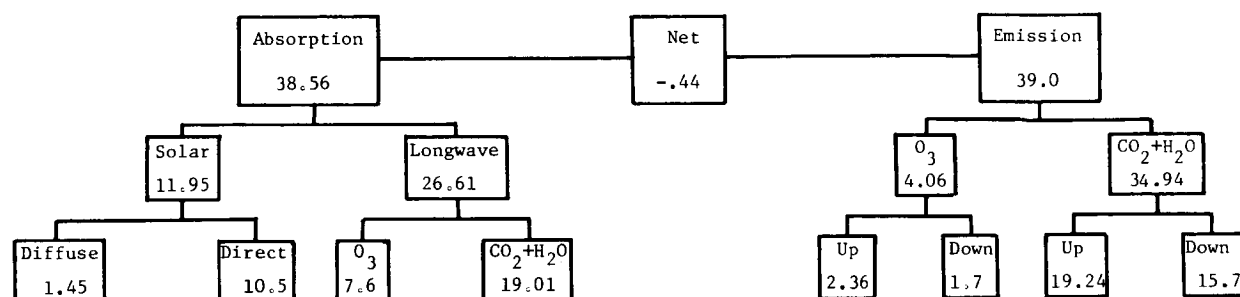 Absorption
38.56
Net
-.44
Emission
39.0
Solar
11.95
Longwave
26.61
O3
4.06
CO2+H2O
34.94
Diffuse
1.45
Direct
10.5
O3
7.6
CO2+H2O
19.01
Up
2.36
Down
1.7
Up
19.24
Down
15.7